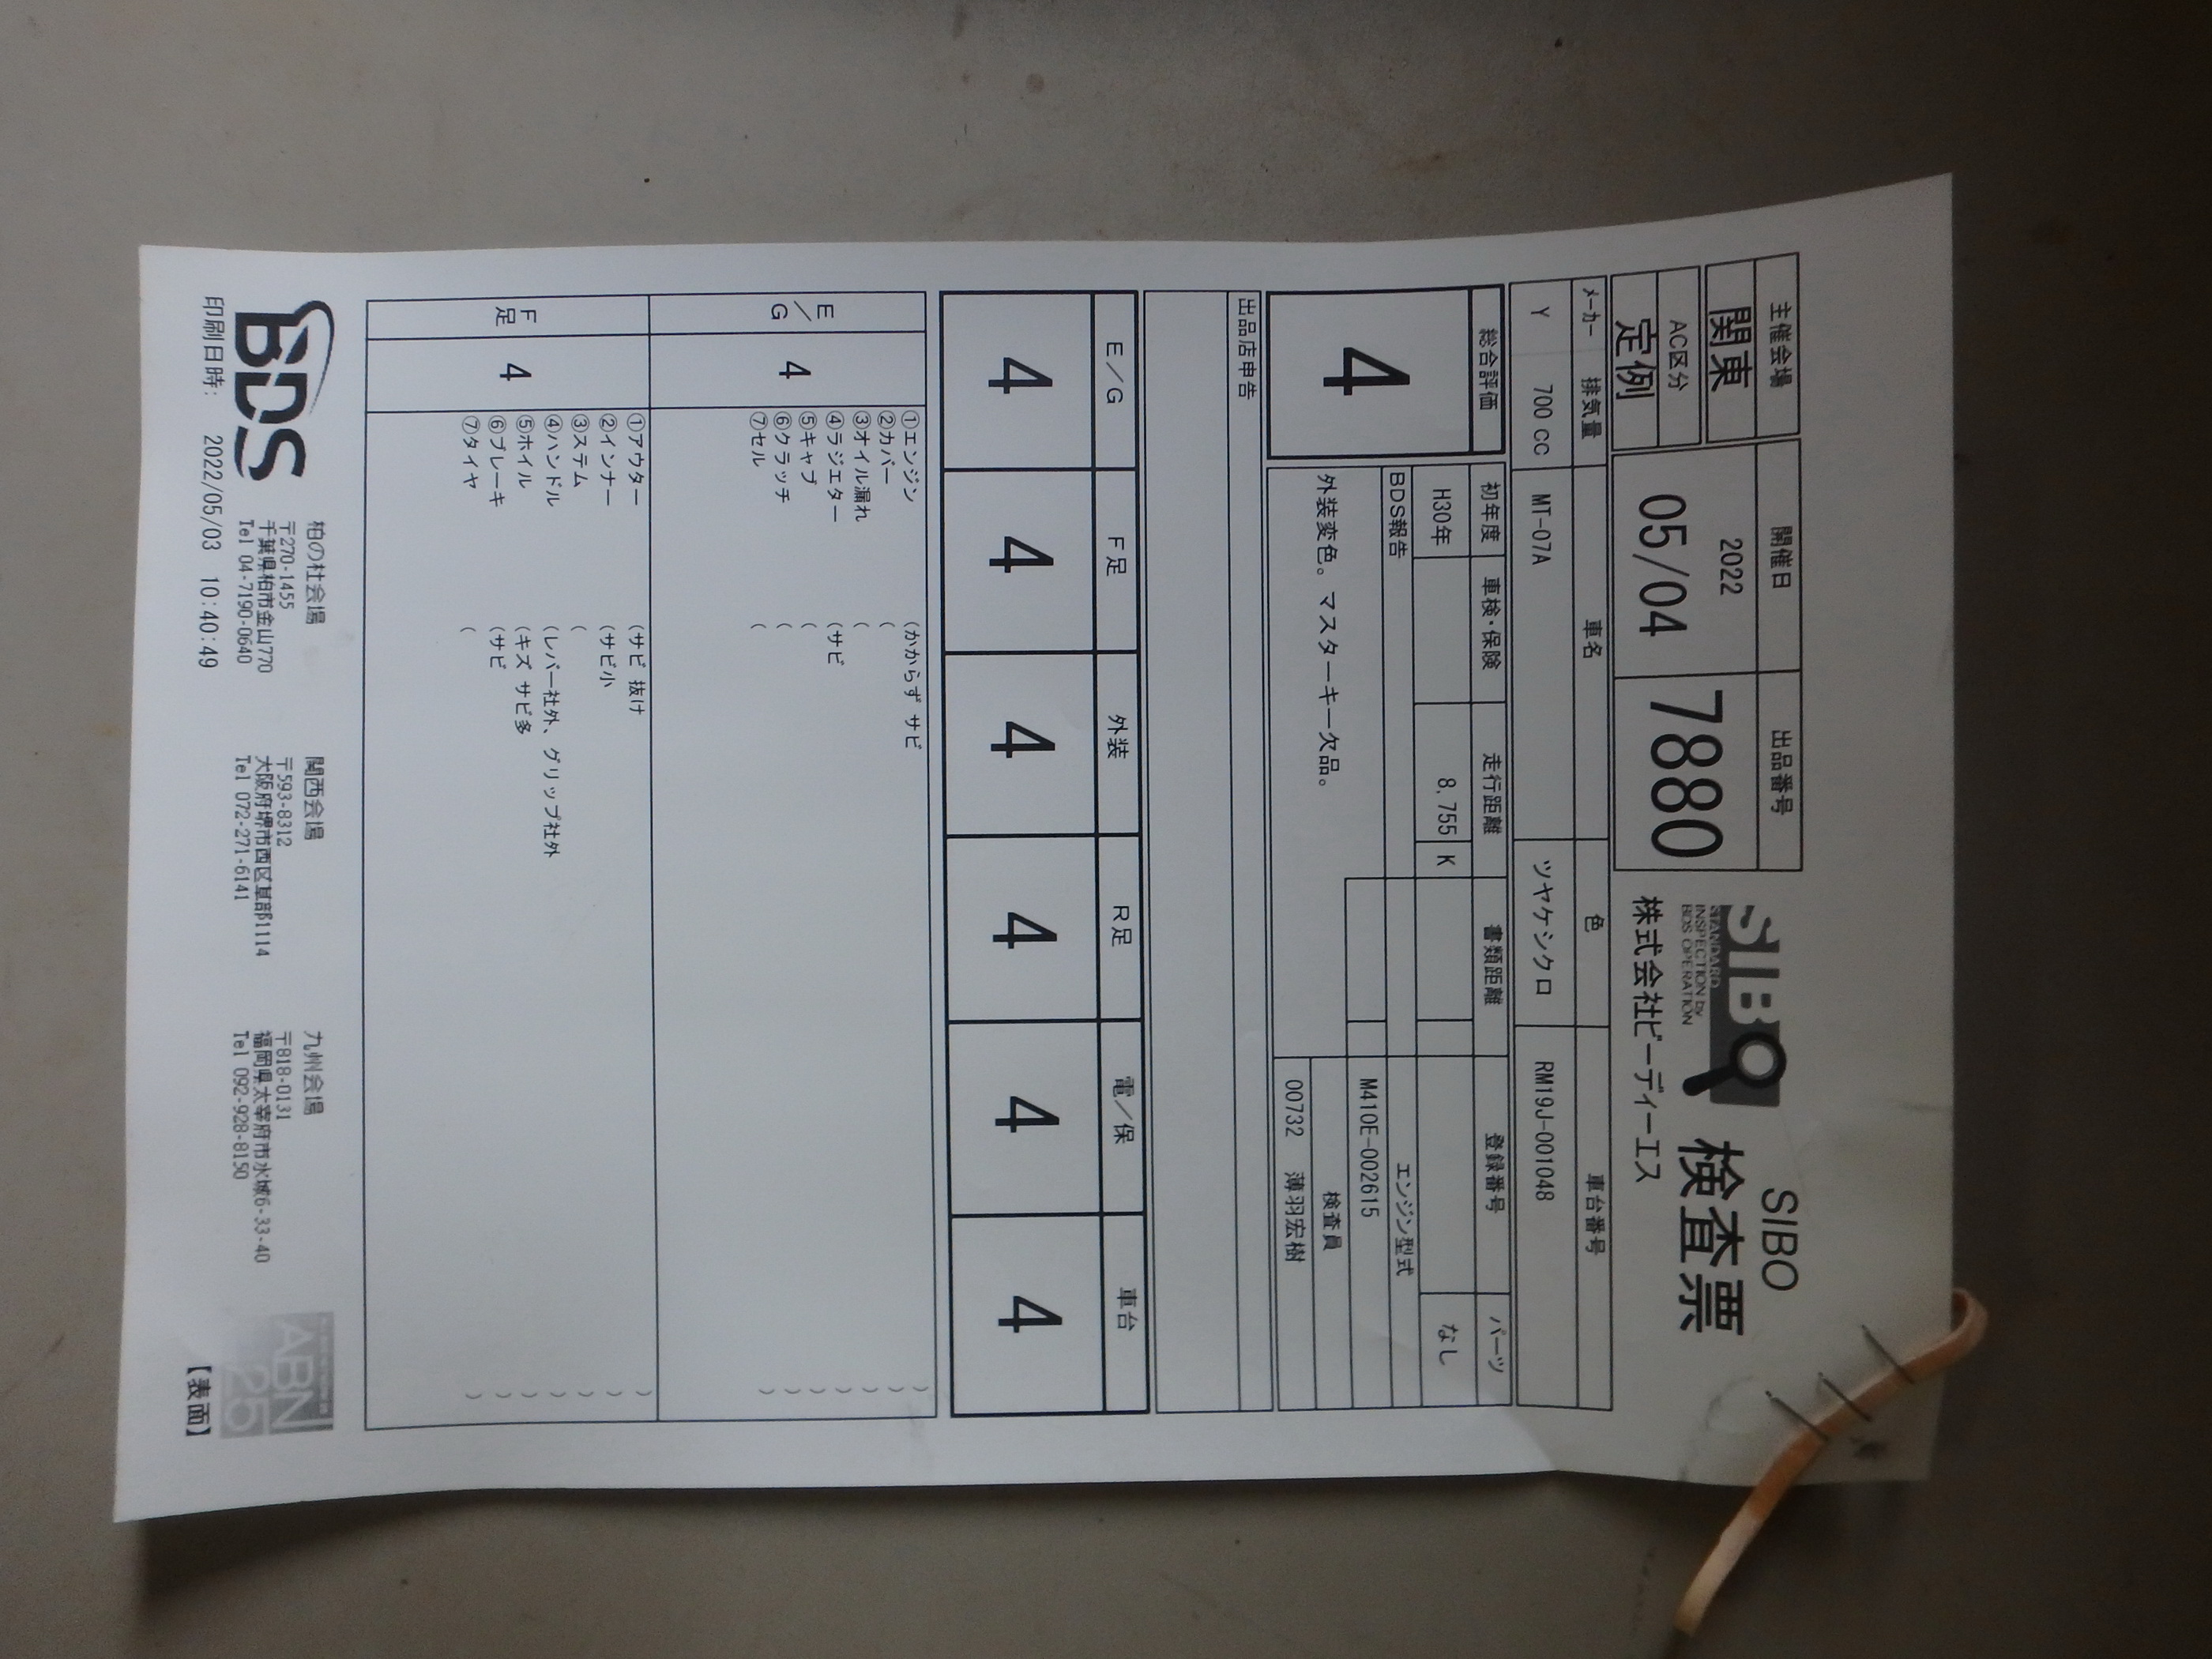 主催会場 開催日 出品番号
関東 2022 7880
AC区分 05/04
定例
SIBO
STANDARD
INSPECTION by
BDS OPERATION
SIBO
検査票
株式会社ビーディーエス
ﾒｰｶｰ 排気量 車名 色 車台番号
Y 700 CC MT-07A ツヤケシクロ RM19J-001048
総合評価 初年度 車検・保険 走行距離 書類距離 登録番号 パーツ
4 H30年 8,755 K なし
BDS報告 エンジン型式
M410E-002615
外装変色。マスターキー欠品。
検査員
00732 薄羽宏樹
出品店申告
E/G F足 外装 R足 電/保 車台
4 4 4 4 4 4
E/G 4
①エンジン (かからず サビ )
②カバー ( )
③オイル漏れ ( )
④ラジエター (サビ )
⑤キャブ ( )
⑥クラッチ ( )
⑦セル ( )
F足 4
①アウター (サビ 抜け )
②インナー (サビ小 )
③ステム ( )
④ハンドル (レバー社外、グリップ社外 )
⑤ホイル (キズ サビ多 )
⑥ブレーキ (サビ )
⑦タイヤ ( )
BDS
柏の杜会場
〒270-1455
千葉県柏市金山770
Tel 04-7190-0640
関西会場
〒593-8312
大阪府堺市西区草部1114
Tel 072-271-6141
九州会場
〒818-0131
福岡県太宰府市水城6-33-40
Tel 092-928-8150
ABN
25
印刷日時: 2022/05/03 10:40:49
【表面】